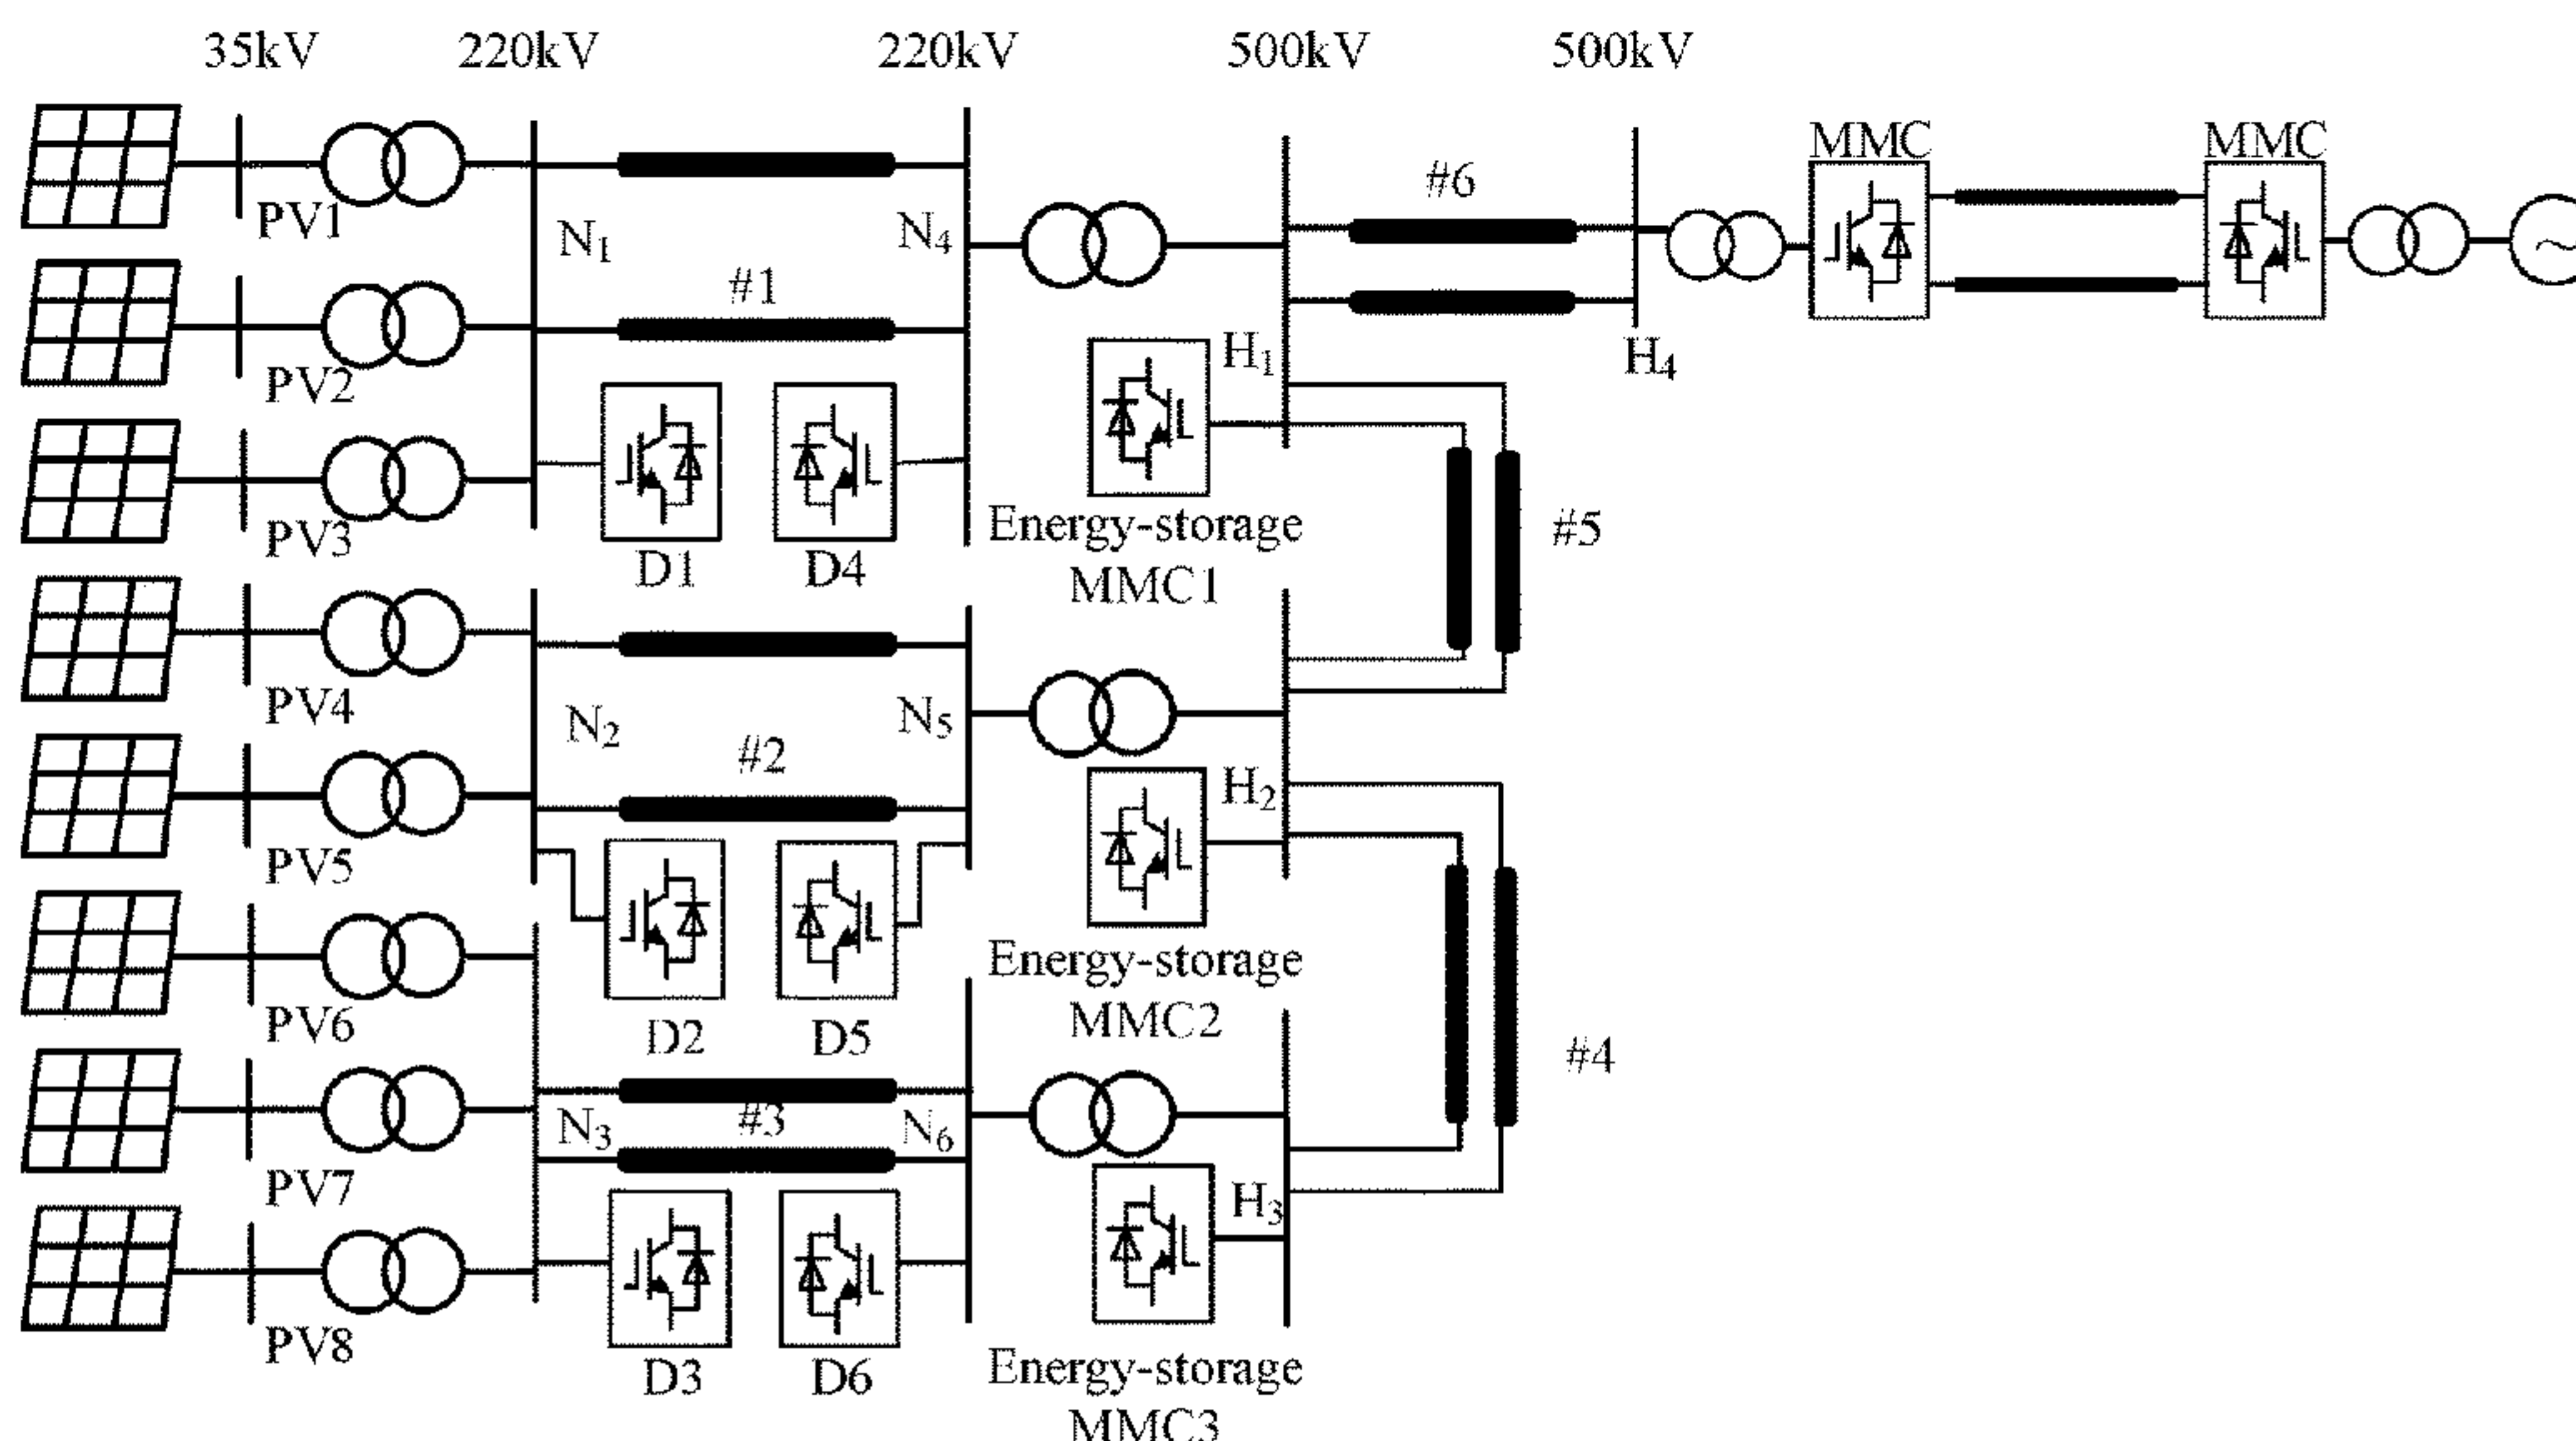 35kV
220kV
220kV
500kV
500kV
MMC
MMC
PV1
N1
N4
#6
#1
H1
H4
PV2
PV3
D1
D4
Energy-storage
MMC1
#5
PV4
N2
N5
#2
H2
PV5
PV6
D2
D5
Energy-storage
MMC2
#4
N3
#3
N6
PV7
H3
PV8
D3
D6
Energy-storage
MMC3
~